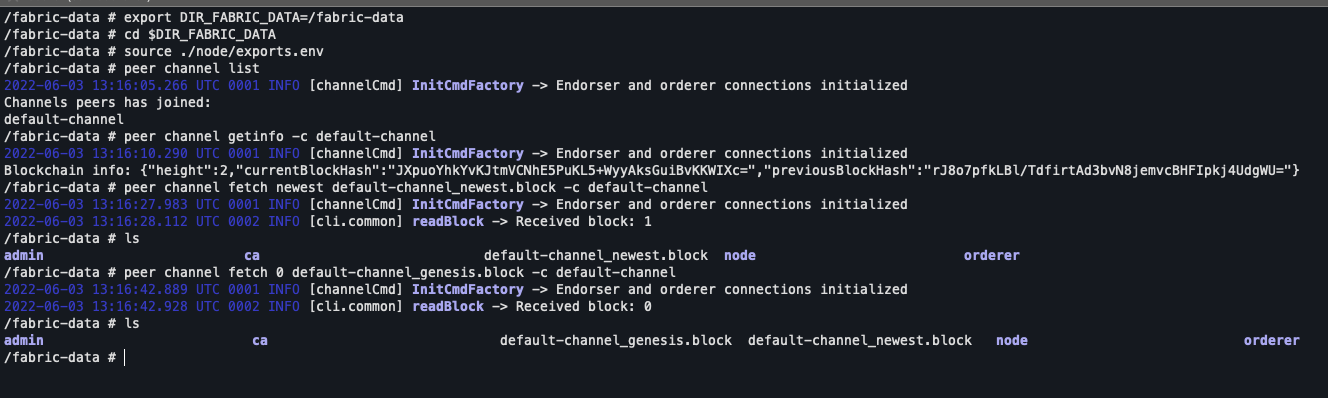 /fabric-data # export DIR_FABRIC_DATA=/fabric-data
/fabric-data # cd $DIR_FABRIC_DATA
/fabric-data # source ./node/exports.env
/fabric-data # peer channel list
2022-06-03 13:16:05.266 UTC 0001 INFO [channelCmd] InitCmdFactory -> Endorser and orderer connections initialized
Channels peers has joined:
default-channel
/fabric-data # peer channel getinfo -c default-channel
2022-06-03 13:16:10.290 UTC 0001 INFO [channelCmd] InitCmdFactory -> Endorser and orderer connections initialized
Blockchain info: {"height":2,"currentBlockHash":"JXpuoYhkYvKJtmVCNhE5PuKL5+WyyAksGuiBvKKWIXc=","previousBlockHash":"rJ8o7pfkLBl/TdfirtAd3bvN8jemvcBHFIpkj4UdgWU="}
/fabric-data # peer channel fetch newest default-channel_newest.block -c default-channel
2022-06-03 13:16:27.983 UTC 0001 INFO [channelCmd] InitCmdFactory -> Endorser and orderer connections initialized
2022-06-03 13:16:28.112 UTC 0002 INFO [cli.common] readBlock -> Received block: 1
/fabric-data # ls
admin ca default-channel_newest.block node orderer
/fabric-data # peer channel fetch 0 default-channel_genesis.block -c default-channel
2022-06-03 13:16:42.889 UTC 0001 INFO [channelCmd] InitCmdFactory -> Endorser and orderer connections initialized
2022-06-03 13:16:42.928 UTC 0002 INFO [cli.common] readBlock -> Received block: 0
/fabric-data # ls
admin ca default-channel_genesis.block default-channel_newest.block node orderer
/fabric-data #